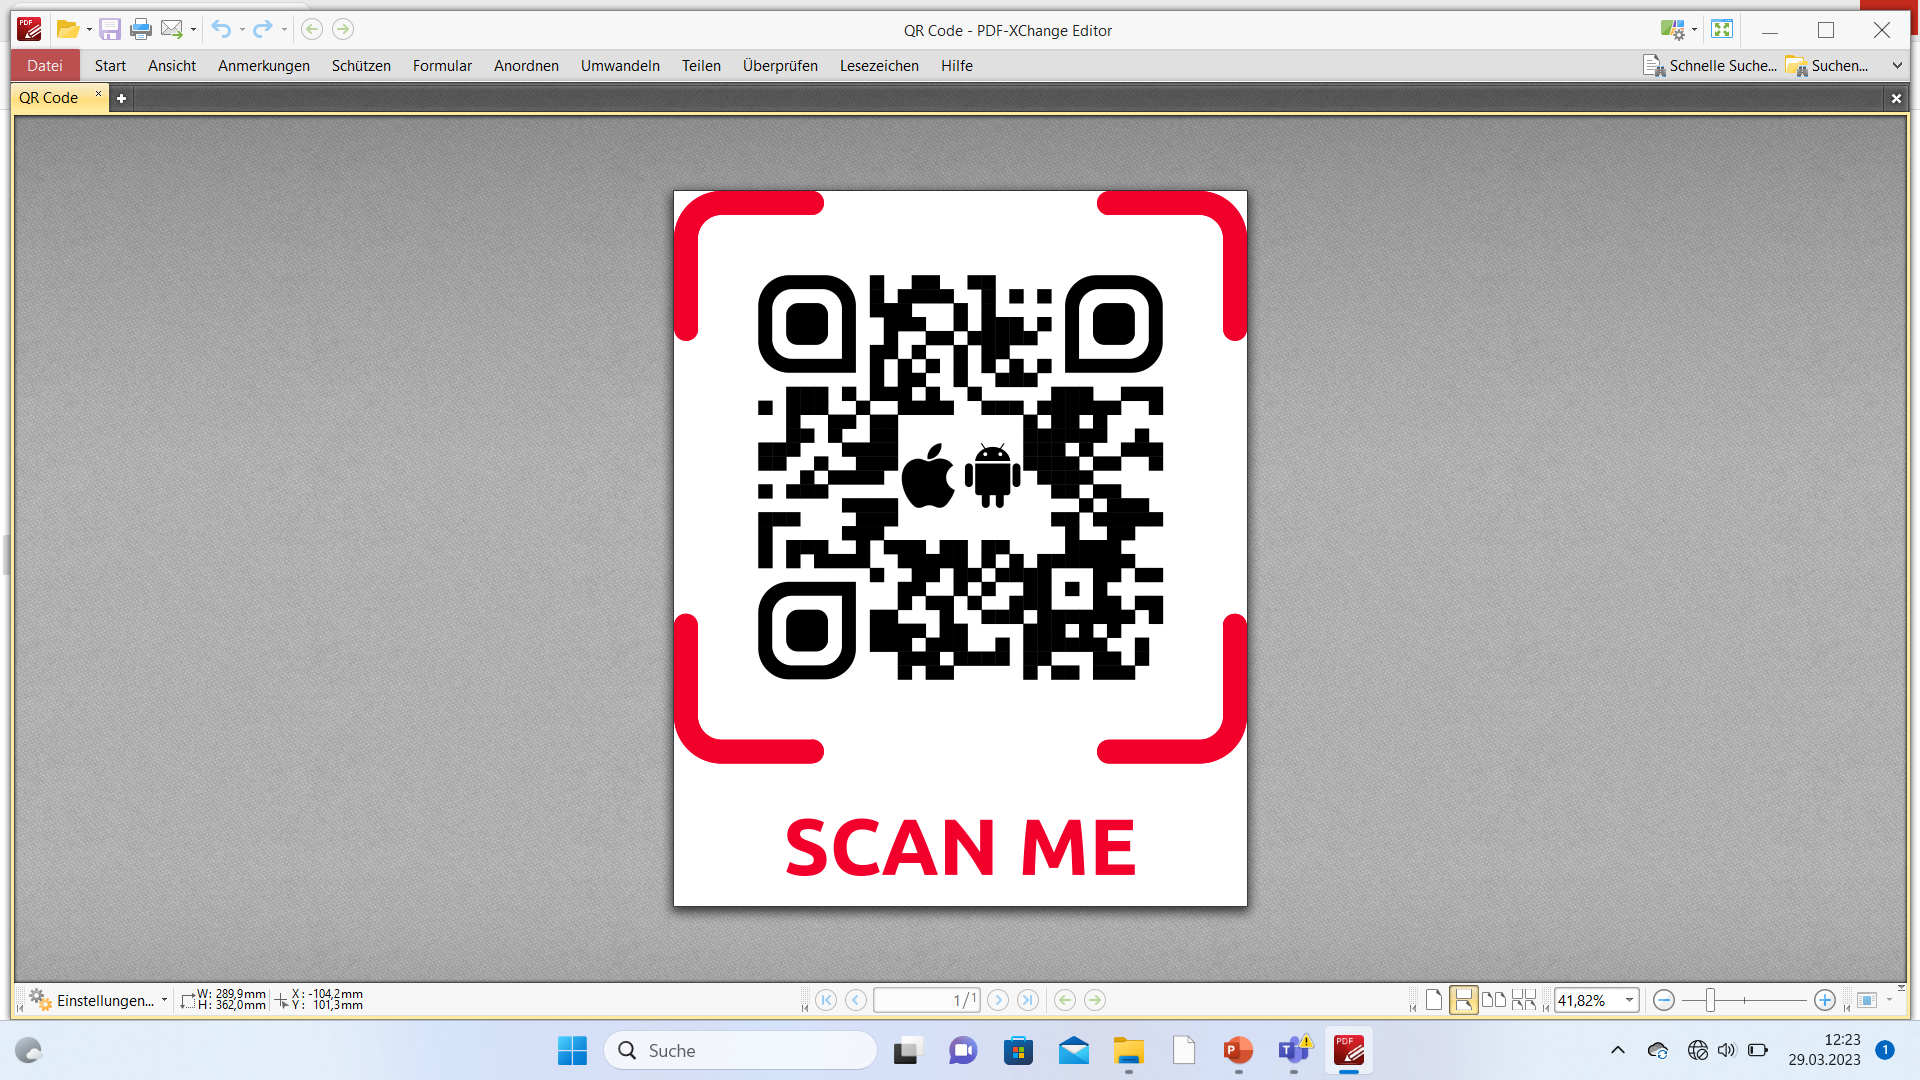 QR Code - PDF-XChange Editor
Datei Start Ansicht Anmerkungen Schützen Formular Anordnen Umwandeln Teilen Überprüfen Lesezeichen Hilfe Schnelle Suche... Suchen...
QR Code
SCAN ME
Einstellungen... W: 289,9mm X : -104,2mm 1/1 41,82%
H: 362,0mm Y : 101,3mm
Suche 12:23
29.03.2023 1